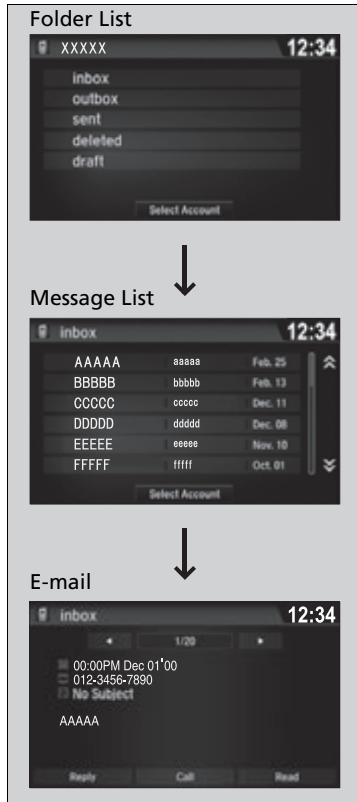 Folder List
XXXXX 12:34
inbox
outbox
sent
deleted
draft
Select Account
Message List
inbox 12:34
AAAAA aaaaa Feb. 25
BBBBB bbbbb Feb. 13
CCCCC ccccc Dec. 11
DDDDD ddddd Dec. 08
EEEEE eeeee Nov. 10
FFFFF fffff Oct. 01
Select Account
E-mail
inbox 12:34
1/20
00:00PM Dec 01'00
012-3456-7890
No Subject
AAAAA
Reply Call Read